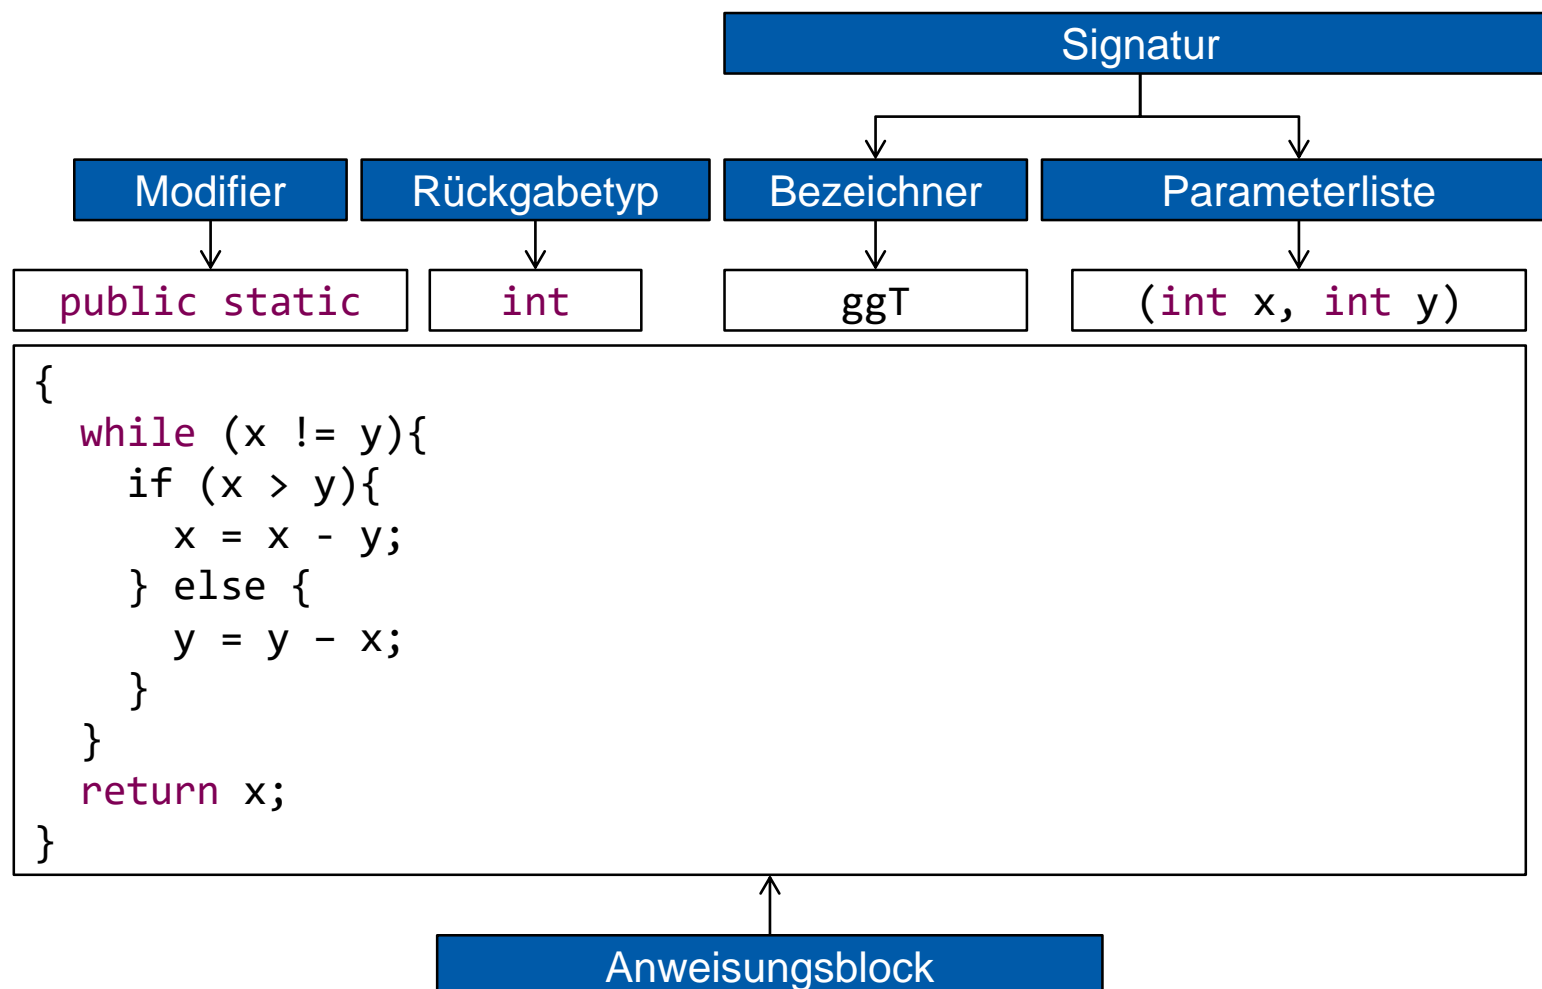 Signatur
Modifier Rückgabetyp Bezeichner Parameterliste
public static int ggT (int x, int y)
{
while (x != y){
if (x > y){
x = x - y;
} else {
y = y – x;
}
}
return x;
}
Anweisungsblock